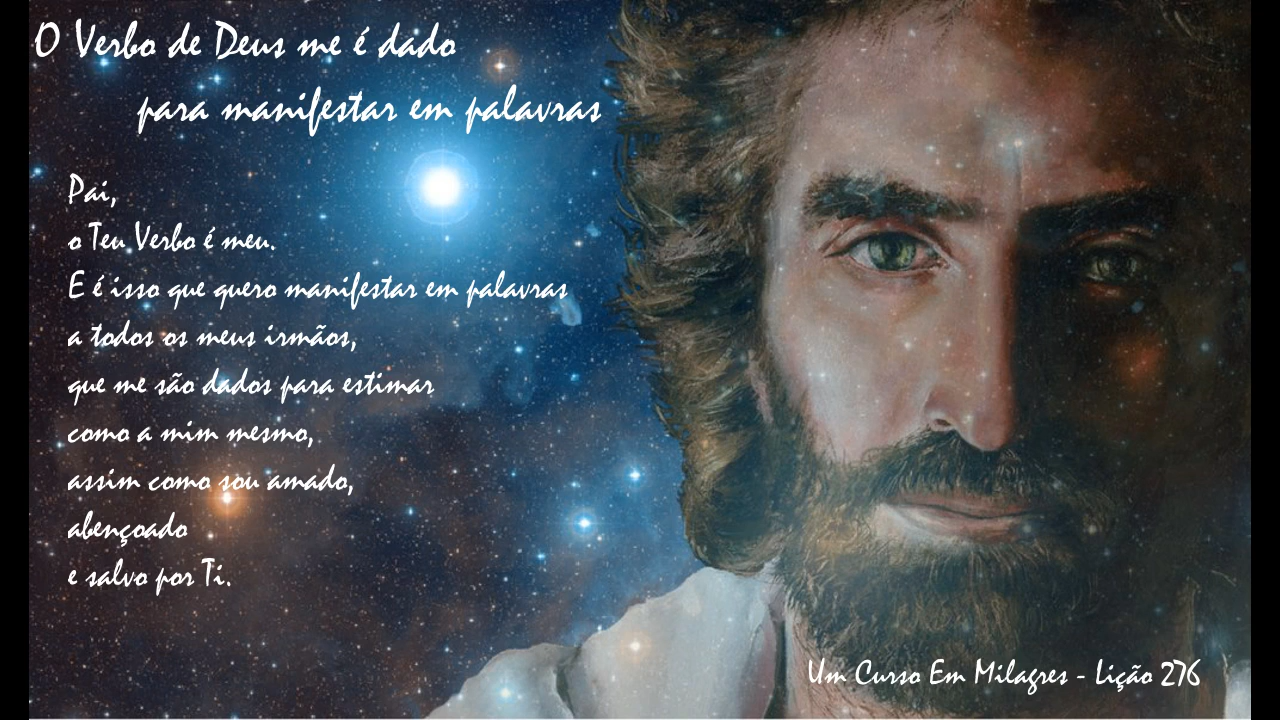 O Verbo de Deus me é dado
para manifestar em palavras
Pai,
o Teu Verbo é meu.
E é isso que quero manifestar em palavras
a todos os meus irmãos,
que me são dados para estimar
como a mim mesmo,
assim como sou amado,
abençoado
e salvo por Ti.
Um Curso Em Milagres - Lição 276